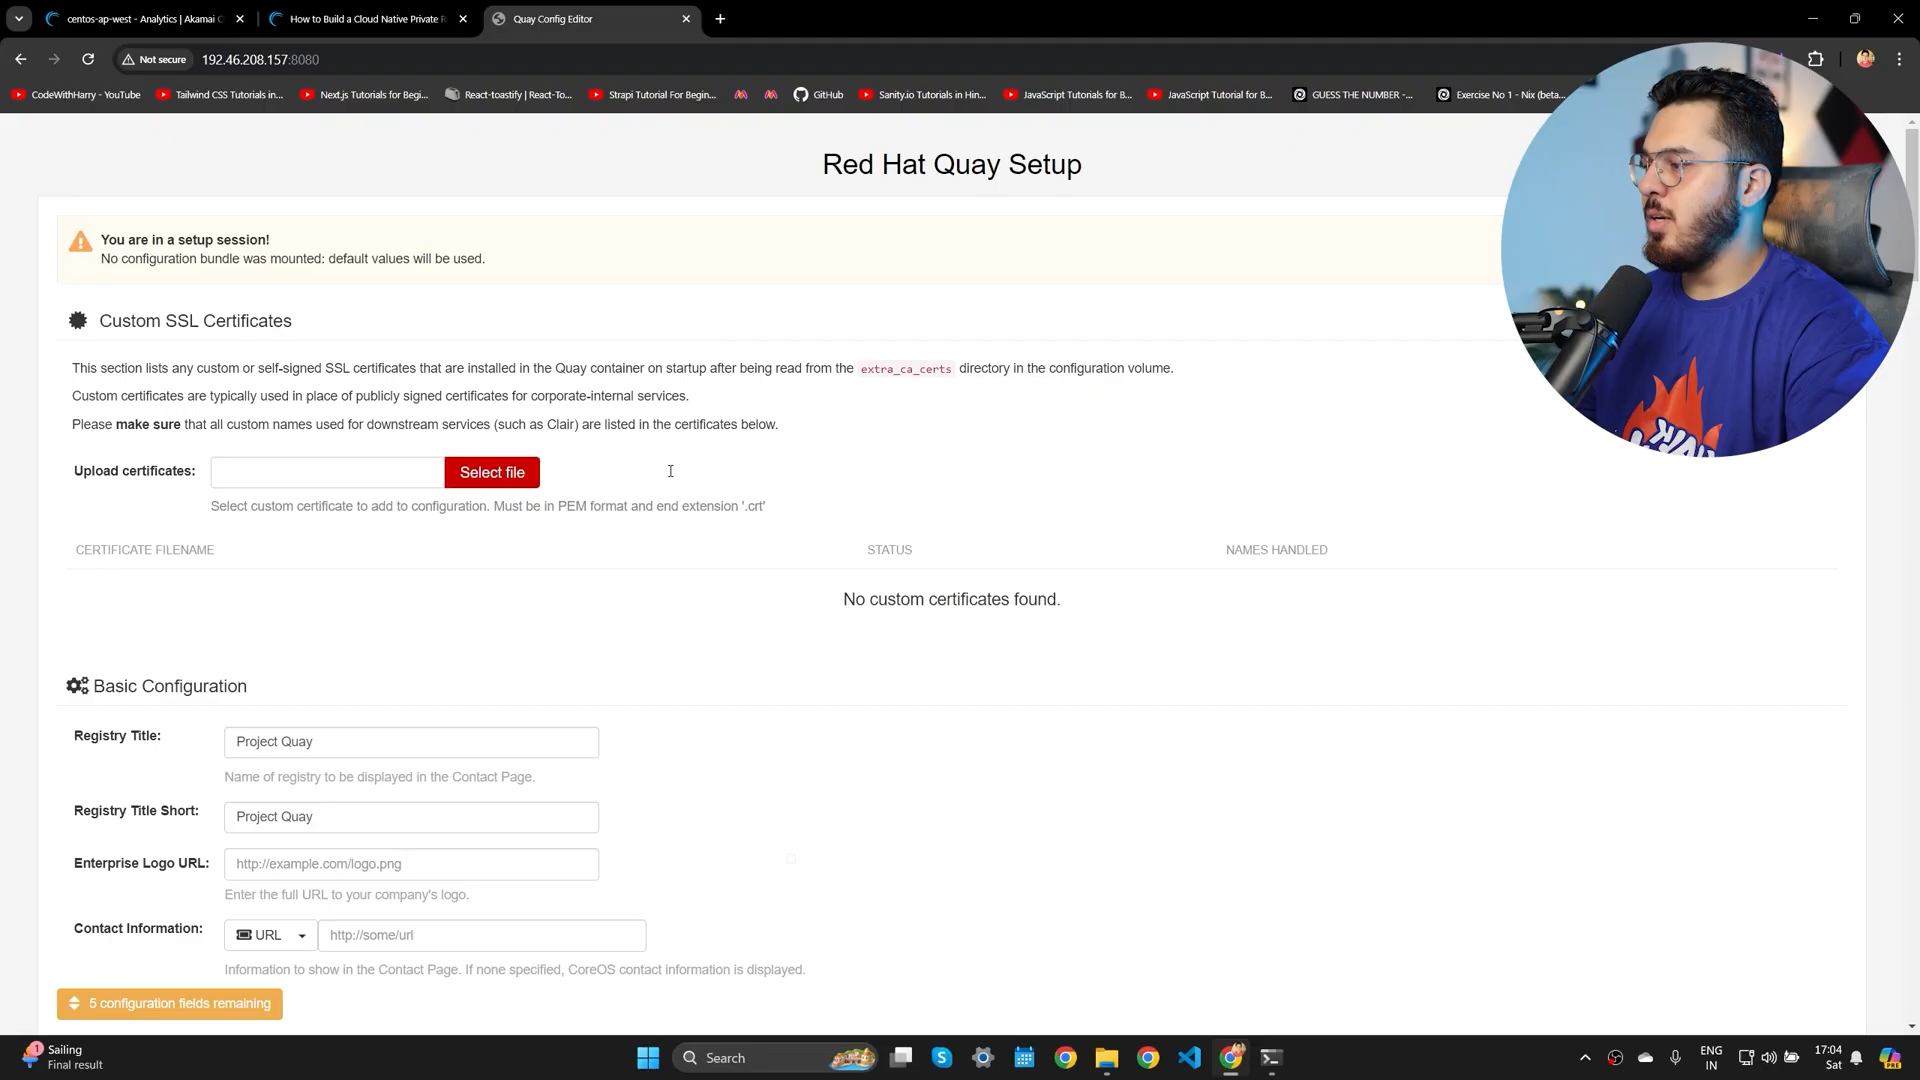 centos-ap-west - Analytics | Akamai C
How to Build a Cloud Native Private R
Quay Config Editor
Not secure
192.46.208.157:8080
CodeWithHarry - YouTube
Tailwind CSS Tutorials in...
Next.js Tutorials for Begi...
React-toastify | React-To...
Strapi Tutorial For Begin...
GitHub
Sanity.io Tutorials in Hin...
JavaScript Tutorials for B...
JavaScript Tutorial for B...
GUESS THE NUMBER -...
Exercise No 1 - Nix (beta...
Red Hat Quay Setup
You are in a setup session!
No configuration bundle was mounted: default values will be used.
Custom SSL Certificates
This section lists any custom or self-signed SSL certificates that are installed in the Quay container on startup after being read from the extra_ca_certs directory in the configuration volume.
Custom certificates are typically used in place of publicly signed certificates for corporate-internal services.
Please make sure that all custom names used for downstream services (such as Clair) are listed in the certificates below.
Upload certificates:
Select file
Select custom certificate to add to configuration. Must be in PEM format and end extension '.crt'
CERTIFICATE FILENAME
STATUS
NAMES HANDLED
No custom certificates found.
Basic Configuration
Registry Title:
Project Quay
Name of registry to be displayed in the Contact Page.
Registry Title Short:
Project Quay
Enterprise Logo URL:
http://example.com/logo.png
Enter the full URL to your company's logo.
Contact Information:
URL
http://some/url
Information to show in the Contact Page. If none specified, CoreOS contact information is displayed.
5 configuration fields remaining
1
Sailing
Final result
Search
ENG
IN
17:04
Sat